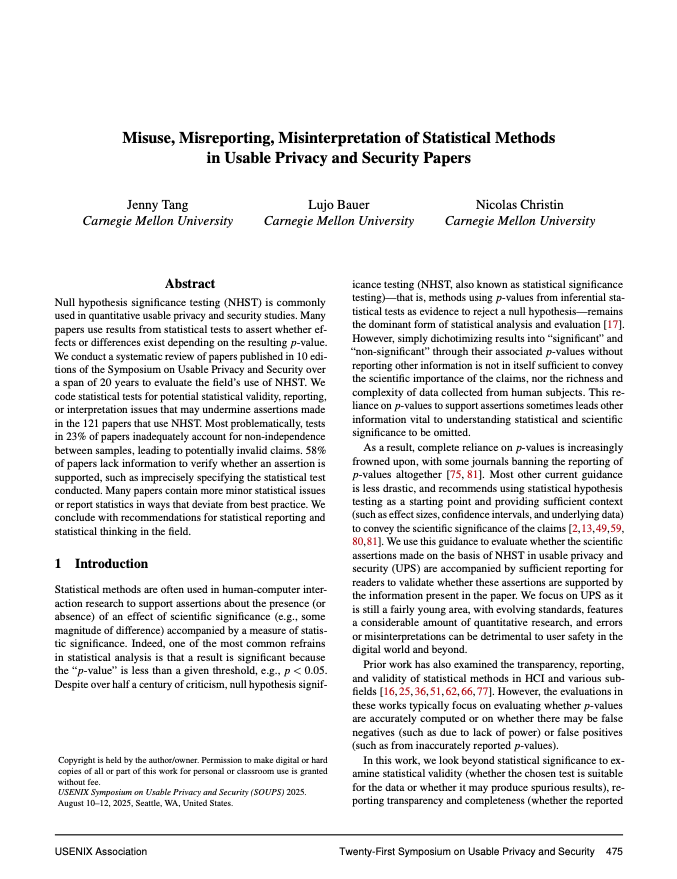 Misuse, Misreporting, Misinterpretation of Statistical Methods
in Usable Privacy and Security Papers
Jenny Tang
Carnegie Mellon University
Lujo Bauer
Carnegie Mellon University
Nicolas Christin
Carnegie Mellon University
Abstract
Null hypothesis significance testing (NHST) is commonly
used in quantitative usable privacy and security studies. Many
papers use results from statistical tests to assert whether ef-
fects or differences exist depending on the resulting p-value.
We conduct a systematic review of papers published in 10 edi-
tions of the Symposium on Usable Privacy and Security over
a span of 20 years to evaluate the field's use of NHST. We
code statistical tests for potential statistical validity, reporting,
or interpretation issues that may undermine assertions made
in the 121 papers that use NHST. Most problematically, tests
in 23% of papers inadequately account for non-independence
between samples, leading to potentially invalid claims. 58%
of papers lack information to verify whether an assertion is
supported, such as imprecisely specifying the statistical test
conducted. Many papers contain more minor statistical issues
or report statistics in ways that deviate from best practice. We
conclude with recommendations for statistical reporting and
statistical thinking in the field.
1 Introduction
Statistical methods are often used in human-computer inter-
action research to support assertions about the presence (or
absence) of an effect of scientific significance (e.g., some
magnitude of difference) accompanied by a measure of statis-
tic significance. Indeed, one of the most common refrains
in statistical analysis is that a result is significant because
the "p-value" is less than a given threshold, e.g., p < 0.05.
Despite over half a century of criticism, null hypothesis signif-
Copyright is held by the author/owner. Permission to make digital or hard
copies of all or part of this work for personal or classroom use is granted
without fee.
USENIX Symposium on Usable Privacy and Security (SOUPS) 2025.
August 10–12, 2025, Seattle, WA, United States.
icance testing (NHST, also known as statistical significance
testing)—that is, methods using p-values from inferential sta-
tistical tests as evidence to reject a null hypothesis—remains
the dominant form of statistical analysis and evaluation [17].
However, simply dichotomizing results into "significant" and
"non-significant" through their associated p-values without
reporting other information is not in itself sufficient to convey
the scientific importance of the claims, nor the richness and
complexity of data collected from human subjects. This re-
liance on p-values to support assertions sometimes leads other
information vital to understanding statistical and scientific
significance to be omitted.
As a result, complete reliance on p-values is increasingly
frowned upon, with some journals banning the reporting of
p-values altogether [75, 81]. Most other current guidance
is less drastic, and recommends using statistical hypothesis
testing as a starting point and providing sufficient context
(such as effect sizes, confidence intervals, and underlying data)
to convey the scientific significance of the claims [2,13,49,59,
80,81]. We use this guidance to evaluate whether the scientific
assertions made on the basis of NHST in usable privacy and
security (UPS) are accompanied by sufficient reporting for
readers to validate whether these assertions are supported by
the information present in the paper. We focus on UPS as it
is still a fairly young area, with evolving standards, features
a considerable amount of quantitative research, and errors
or misinterpretations can be detrimental to user safety in the
digital world and beyond.
Prior work has also examined the transparency, reporting,
and validity of statistical methods in HCI and various sub-
fields [16,25,36,51,62,66,77]. However, the evaluations in
these works typically focus on evaluating whether p-values
are accurately computed or on whether there may be false
negatives (such as due to lack of power) or false positives
(such as from inaccurately reported p-values).
In this work, we look beyond statistical significance to ex-
amine statistical validity (whether the chosen test is suitable
for the data or whether it may produce spurious results), re-
porting transparency and completeness (whether the reported
USENIX Association
Twenty-First Symposium on Usable Privacy and Security 475